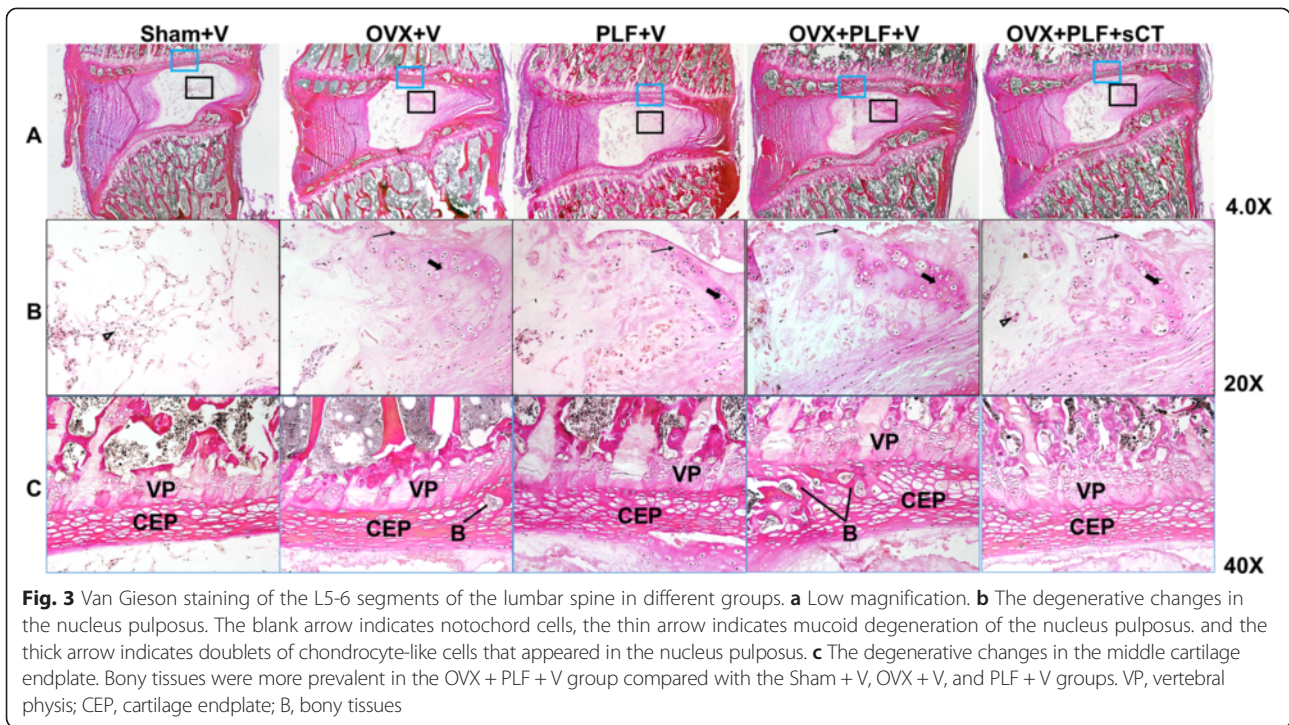 Sham+V OVX+V PLF+V OVX+PLF+V OVX+PLF+sCT
A
4.0X
B
20X
VP VP VP VP VP
C
CEP CEP CEP CEP CEP
B B
40X
Fig. 3 Van Gieson staining of the L5-6 segments of the lumbar spine in different groups. a Low magnification. b The degenerative changes in
the nucleus pulposus. The blank arrow indicates notochord cells, the thin arrow indicates mucoid degeneration of the nucleus pulposus. and the
thick arrow indicates doublets of chondrocyte-like cells that appeared in the nucleus pulposus. c The degenerative changes in the middle cartilage
endplate. Bony tissues were more prevalent in the OVX + PLF + V group compared with the Sham + V, OVX + V, and PLF + V groups. VP, vertebral
physis; CEP, cartilage endplate; B, bony tissues